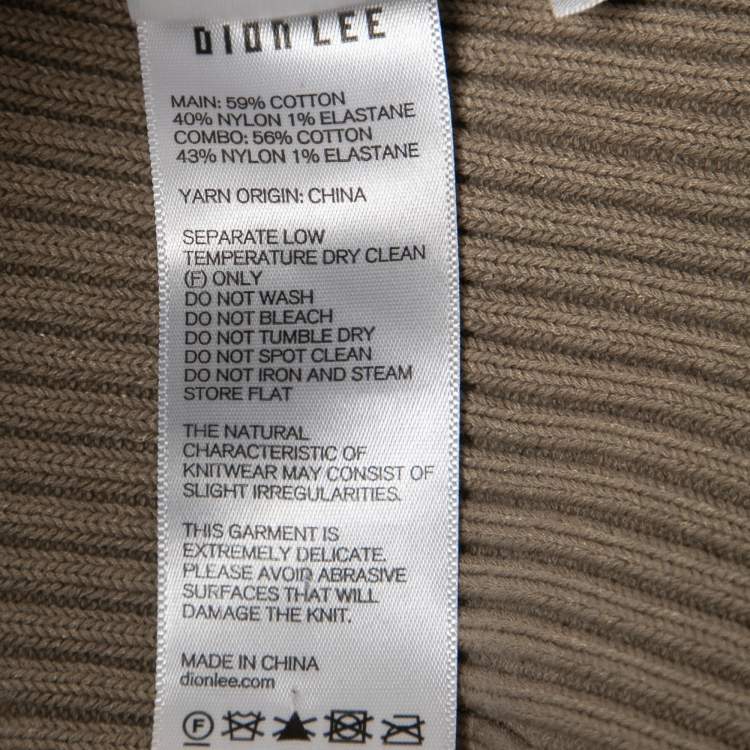 DION LEE
MAIN: 59% COTTON
40% NYLON 1% ELASTANE
COMBO: 56% COTTON
43% NYLON 1% ELASTANE
YARN ORIGIN: CHINA
SEPARATE LOW
TEMPERATURE DRY CLEAN
(F) ONLY
DO NOT WASH
DO NOT BLEACH
DO NOT TUMBLE DRY
DO NOT SPOT CLEAN
DO NOT IRON AND STEAM
STORE FLAT
THE NATURAL
CHARACTERISTIC OF
KNITWEAR MAY CONSIST OF
SLIGHT IRREGULARITIES.
THIS GARMENT IS
EXTREMELY DELICATE.
PLEASE AVOID ABRASIVE
SURFACES THAT WILL
DAMAGE THE KNIT.
MADE IN CHINA
dionlee.com
F